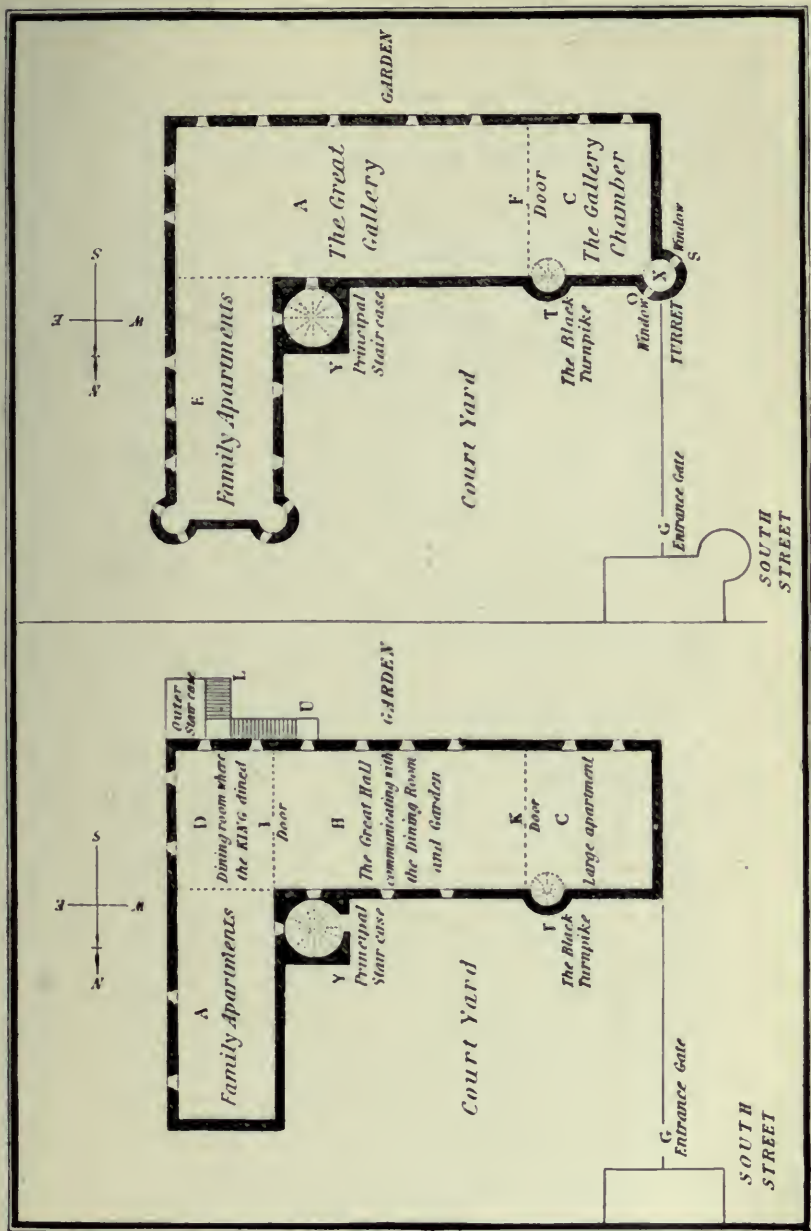 N
E
W
S
A
Family Apartments
D
Dining room where
the KING dined
I
Door
H
The Great Hall
communicating with
the Dining Room
and Garden
K
Door
C
Large apartment
Outer
Stair case
L
U
GARDEN
Y
Principal
Stair case
T
The Black
Turnpike
Court Yard
G
Entrance Gate
SOUTH
STREET
N
E
W
S
E
Family Apartments
A
The Great
Gallery
F
Door
C
The Gallery
Chamber
GARDEN
Y
Principal
Stair case
T
The Black
Turnpike
Court Yard
Window
O
X
Window
S
TURRET
G
Entrance Gate
SOUTH
STREET